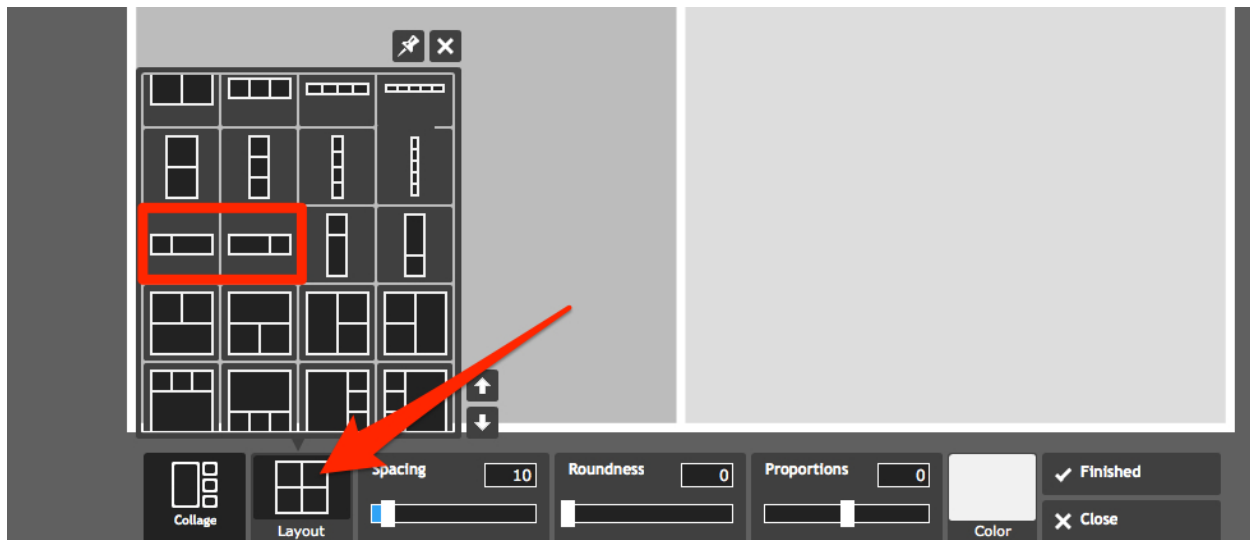 Spacing 10
Roundness 0
Proportions 0
Finished
Collage
Layout
Color
Close